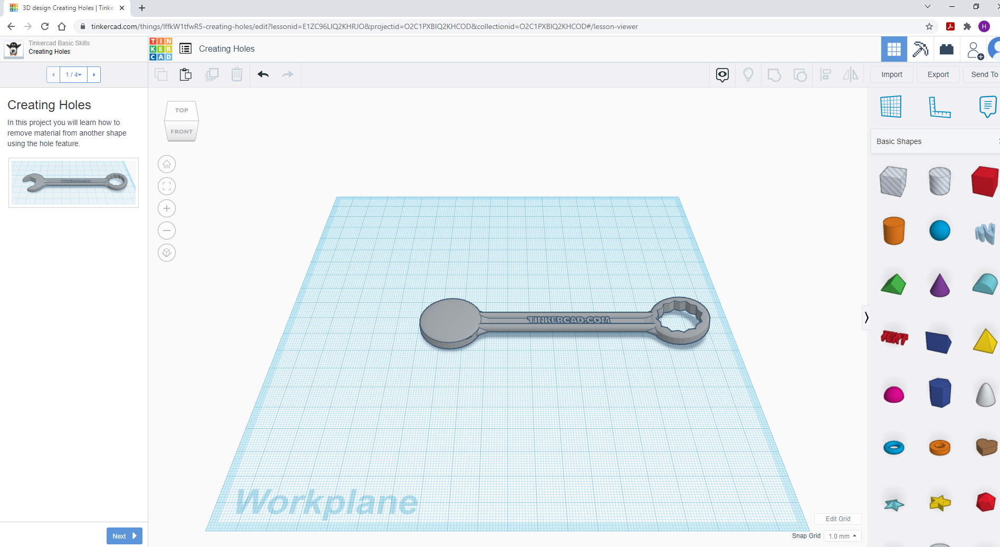 3D design Creating Holes | Tinke
tinkercad.com/things/lffkW1tfwR5-creating-holes/edit?lessonid=E1ZC96LIQ2KHRJO&projectid=O2C1PXBIQ2KHCOD&collectionid=O2C1PXBIQ2KHCOD#/lesson-viewer
H
Tinkercad Basic Skills
Creating Holes
TIN
KER
CAD
Creating Holes
1 / 4
Import
Export
Send To
Creating Holes
In this project you will learn how to
remove material from another shape
using the hole feature.
TINKERCAD.COM
TOP
FRONT
Basic Shapes
TEXT
TINKERCAD.COM
Workplane
Edit Grid
Snap Grid
1.0 mm
Next